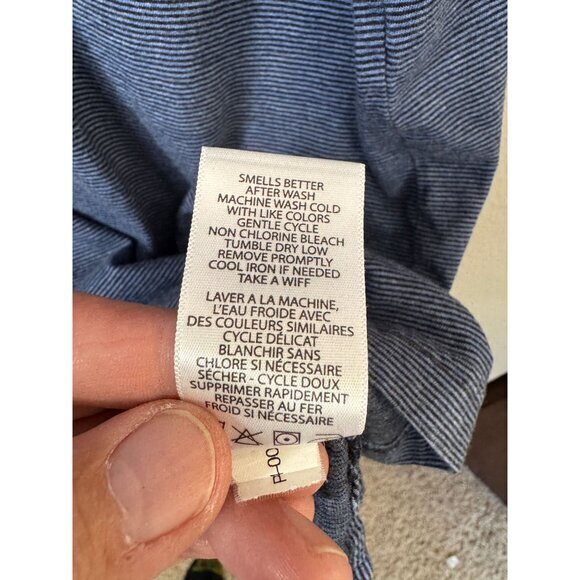 SMELLS BETTER
AFTER WASH
MACHINE WASH COLD
WITH LIKE COLORS
GENTLE CYCLE
NON CHLORINE BLEACH
TUMBLE DRY LOW
REMOVE PROMPTLY
COOL IRON IF NEEDED
TAKE A WIFF
LAVER A LA MACHINE,
L'EAU FROIDE AVEC
DES COULEURS SIMILAIRES
CYCLE DÉLICAT
BLANCHIR SANS
CHLORE SI NÉCESSAIRE
SÉCHER - CYCLE DOUX
SUPPRIMER RAPIDEMENT
REPASSER AU FER
FROID SI NÉCESSAIRE